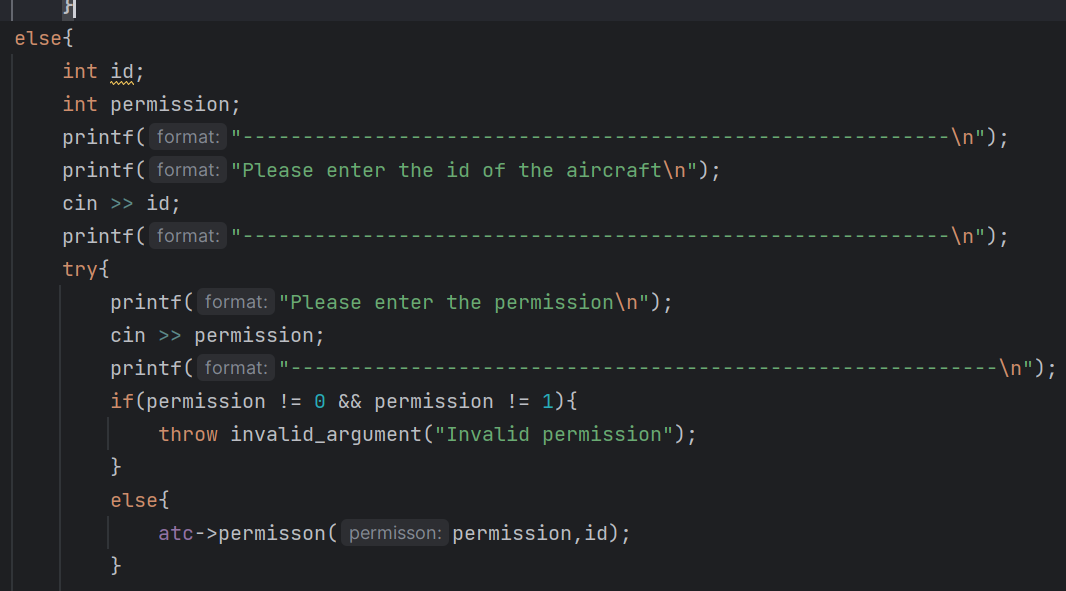 }
else{
int id;
int permission;
printf( format: "-----------------------------------------------------------\n");
printf( format: "Please enter the id of the aircraft\n");
cin >> id;
printf( format: "-----------------------------------------------------------\n");
try{
printf( format: "Please enter the permission\n");
cin >> permission;
printf( format: "-----------------------------------------------------------\n");
if(permission != 0 && permission != 1){
throw invalid_argument("Invalid permission");
}
else{
atc->permisson( permisson: permission,id);
}